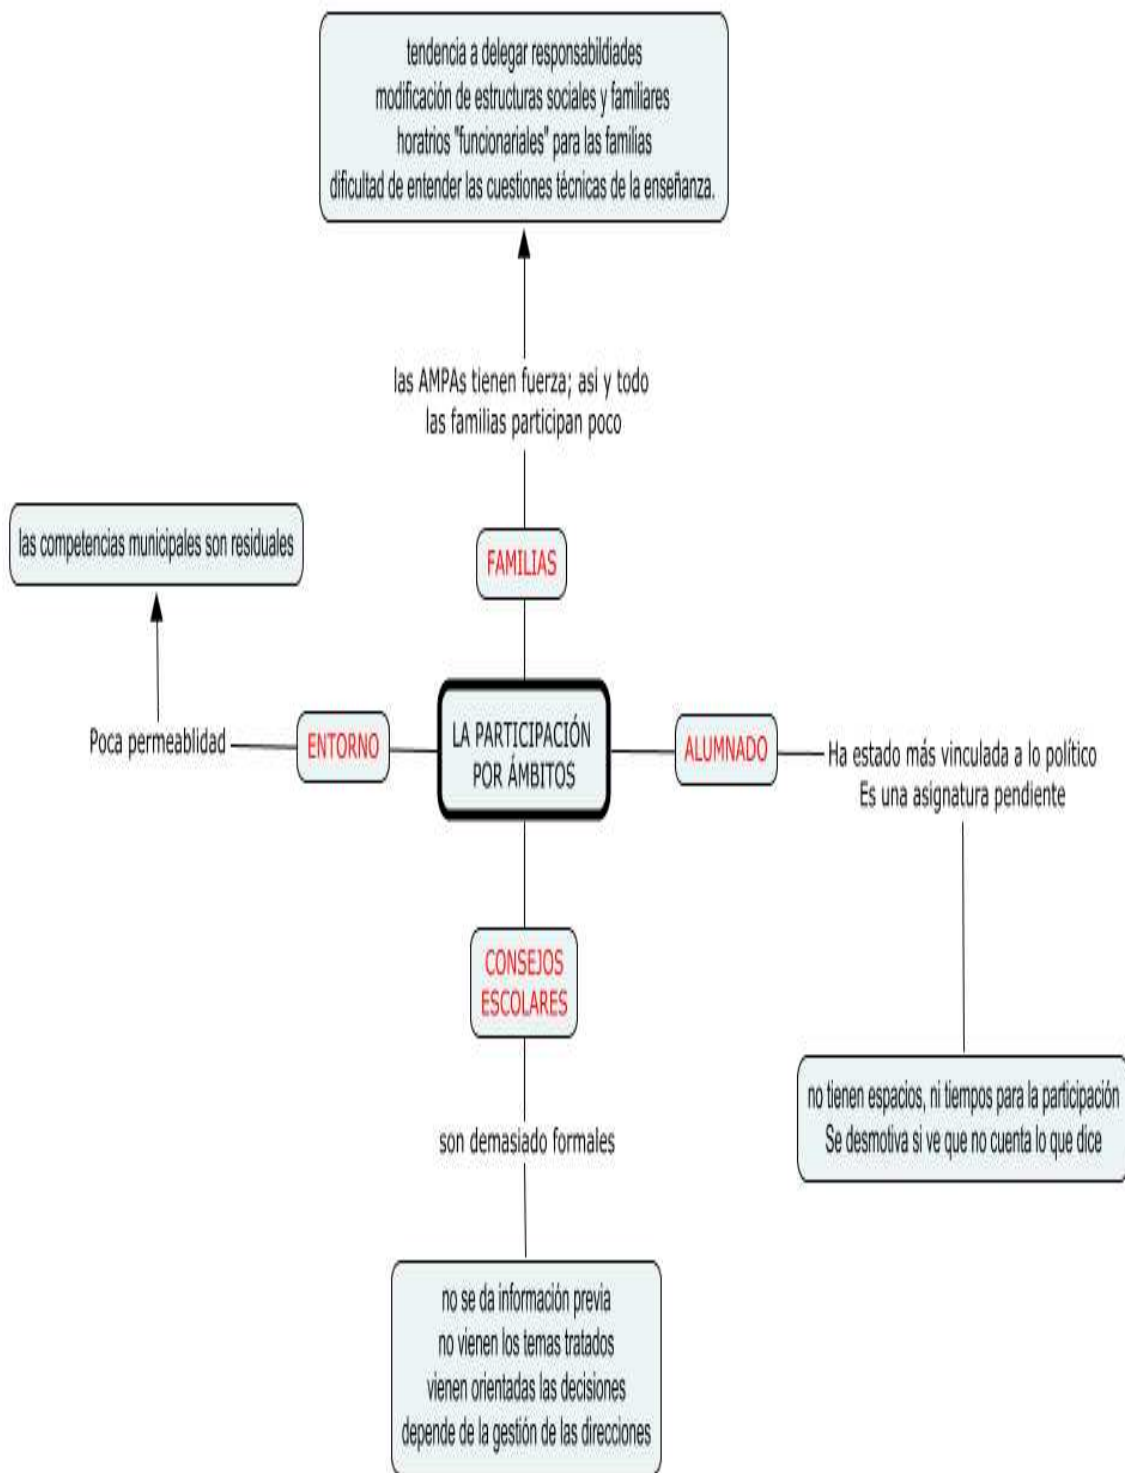 tendencia a delegar responsabildiades
modificación de estructuras sociales y familiares
horatrios "funcionariales" para las familias
dificultad de entender las cuestiones técnicas de la enseñanza.
las AMPAs tienen fuerza; asi y todo
las familias participan poco
las competencias municipales son residuales
FAMILIAS
Poca permeablidad
ENTORNO
LA PARTICIPACIÓN
POR ÁMBITOS
ALUMNADO
Ha estado más vinculada a lo político
Es una asignatura pendiente
CONSEJOS
ESCOLARES
no tienen espacios, ni tiempos para la participación
Se desmotiva si ve que no cuenta lo que dice
son demasiado formales
no se da información previa
no vienen los temas tratados
vienen orientadas las decisiones
depende de la gestión de las direcciones